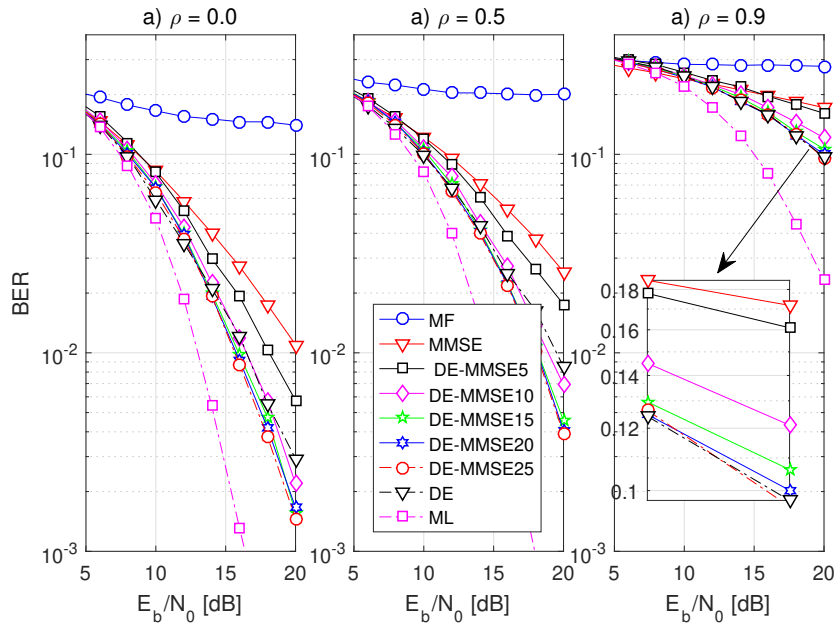 a) ρ = 0.0
a) ρ = 0.5
a) ρ = 0.9
BER
10^-1
10^-2
10^-3
5 10 15 20
E_b/N_0 [dB]
10^-1
10^-2
10^-3
5 10 15 20
E_b/N_0 [dB]
10^-1
10^-2
10^-3
5 10 15 20
E_b/N_0 [dB]
MF
MMSE
DE-MMSE5
DE-MMSE10
DE-MMSE15
DE-MMSE20
DE-MMSE25
DE
ML
0.18
0.16
0.14
0.12
0.1